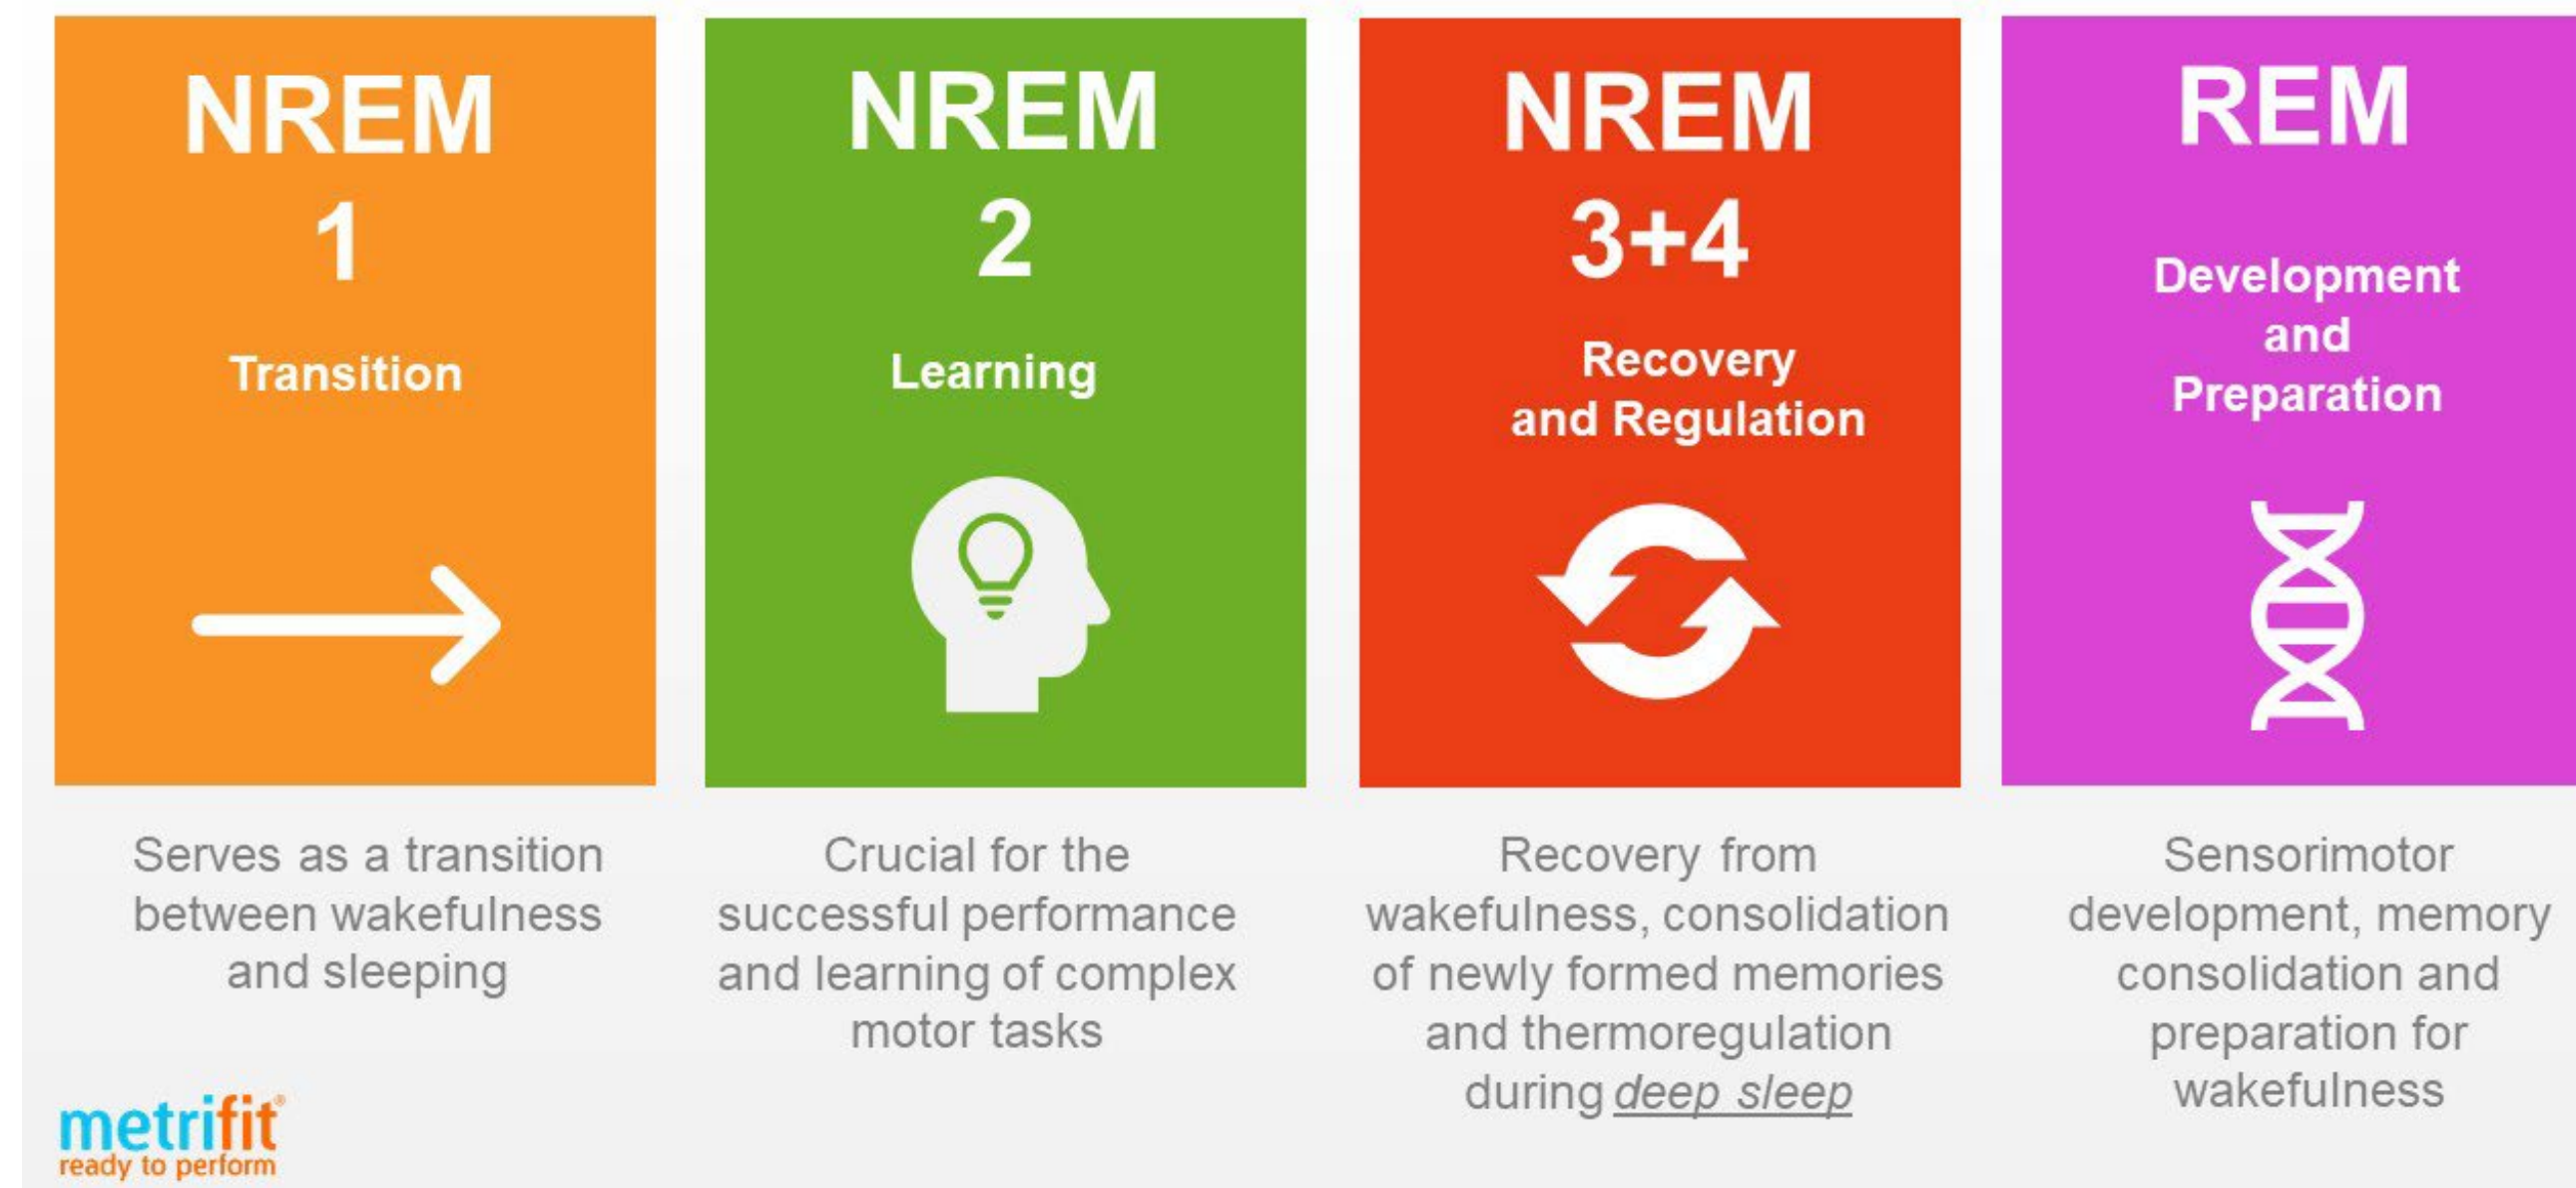 NREM
1
Transition
Serves as a transition
between wakefulness
and sleeping
NREM
2
Learning
Crucial for the
successful performance
and learning of complex
motor tasks
NREM
3+4
Recovery
and Regulation
Recovery from
wakefulness, consolidation
of newly formed memories
and thermoregulation
during deep sleep
REM
Development
and
Preparation
Sensorimotor
development, memory
consolidation and
preparation for
wakefulness
metrifit®
ready to perform